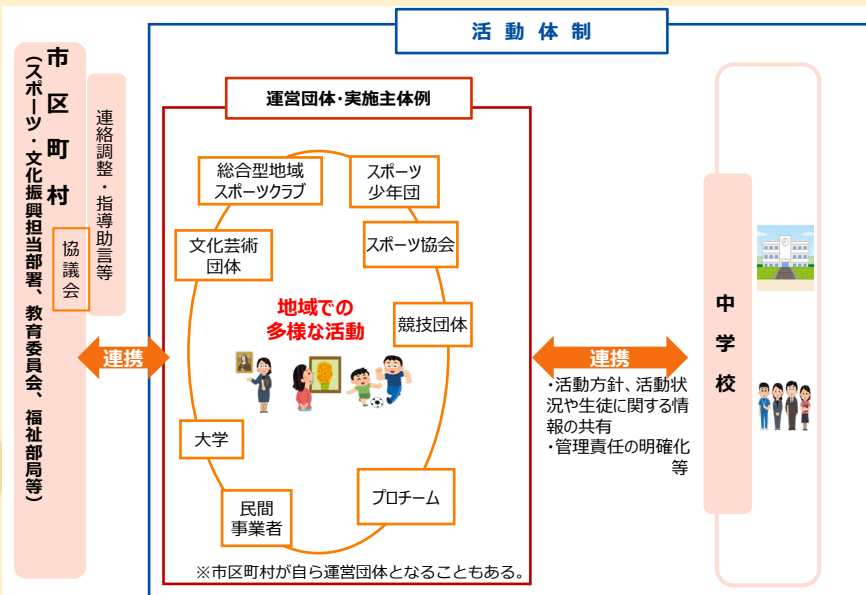 活動体制
市区町村
（スポーツ・文化振興担当部署、教育委員会、福祉部局等）
協議会
連絡調整・指導助言等
連携
運営団体・実施主体例
総合型地域
スポーツクラブ
スポーツ
少年団
文化芸術
団体
スポーツ協会
地域での
多様な活動
競技団体
大学
民間
事業者
プロチーム
※市区町村が自ら運営団体となることもある。
連携
・活動方針、活動状
況や生徒に関する情
報の共有
・管理責任の明確化
等
中学校